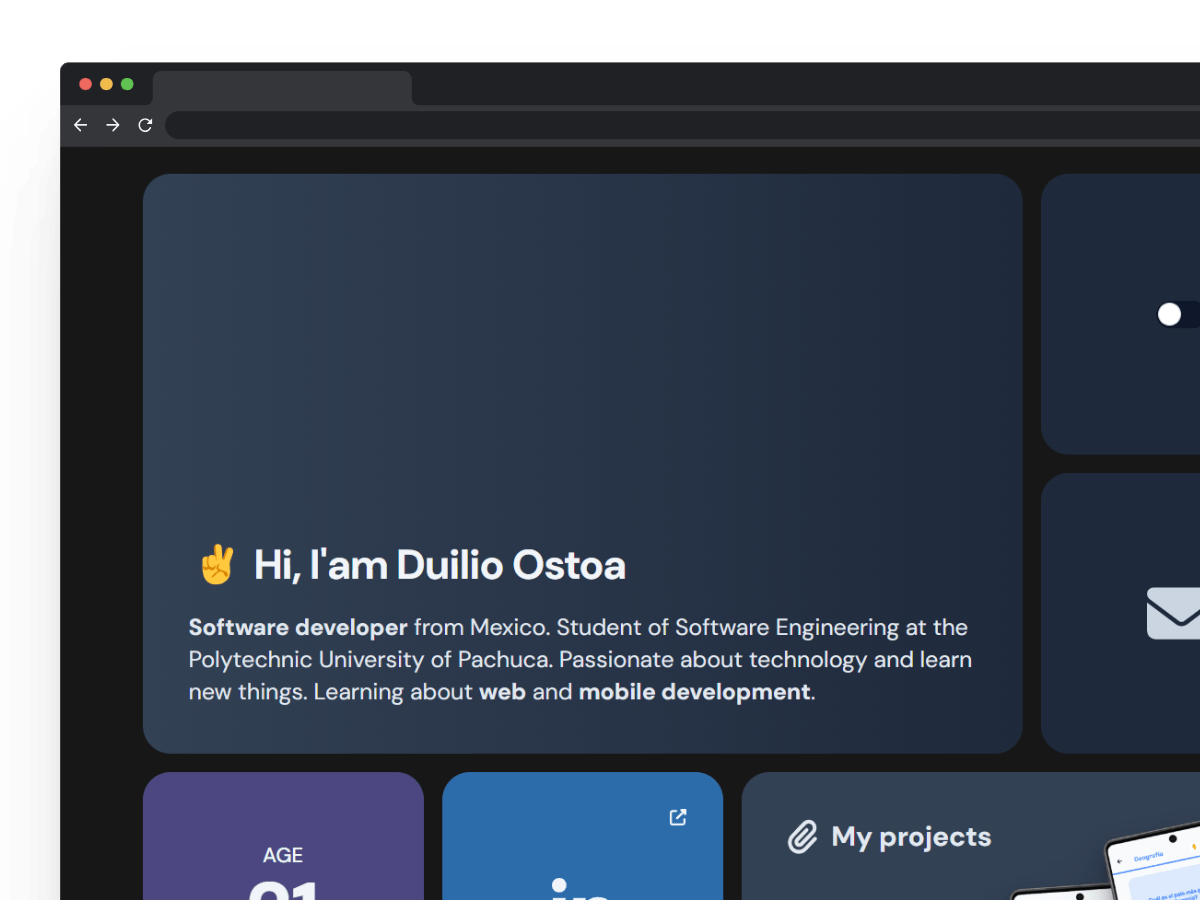 ✌️ Hi, I'am Duilio Ostoa
Software developer from Mexico. Student of Software Engineering at the
Polytechnic University of Pachuca. Passionate about technology and learn
new things. Learning about web and mobile development.
AGE
in
My projects
Geografía